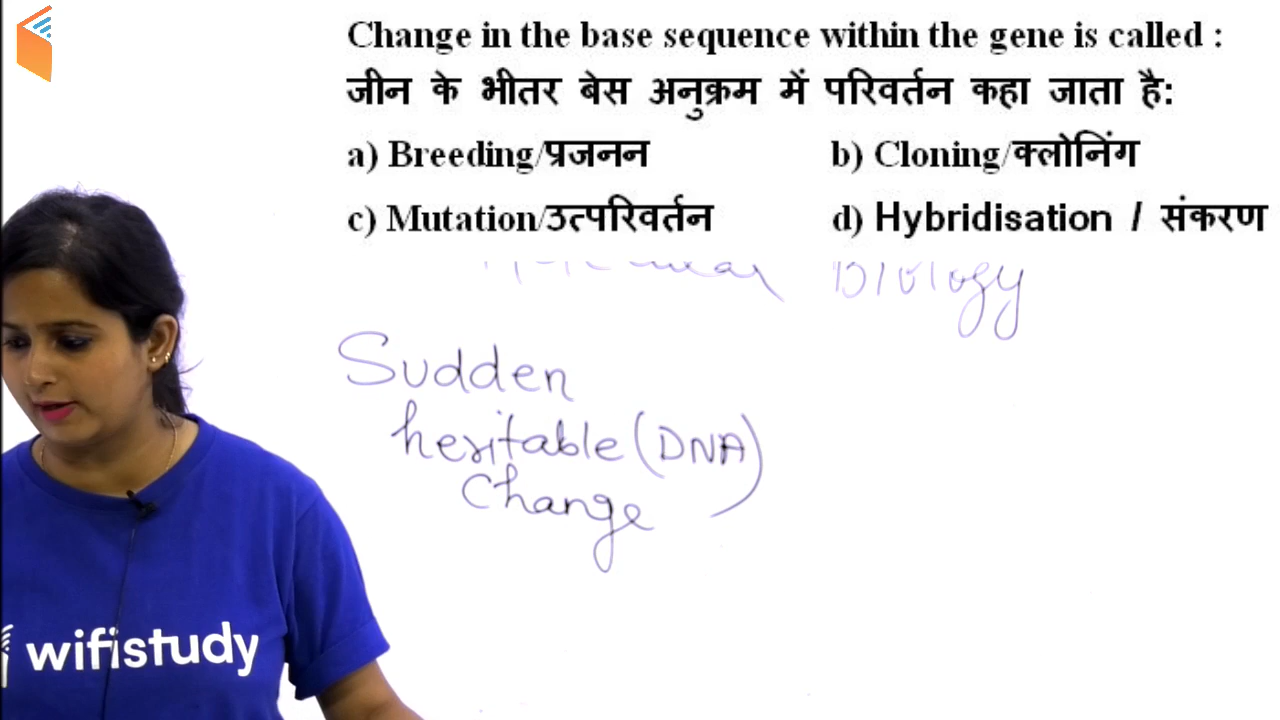 Change in the base sequence within the gene is called :
जीन के भीतर बेस अनुक्रम में परिवर्तन कहा जाता है:
a) Breeding/प्रजनन b) Cloning/क्लोनिंग
c) Mutation/उत्परिवर्तन d) Hybridisation / संकरण
Biology
Sudden
heritable (DNA)
Change
wifistudy